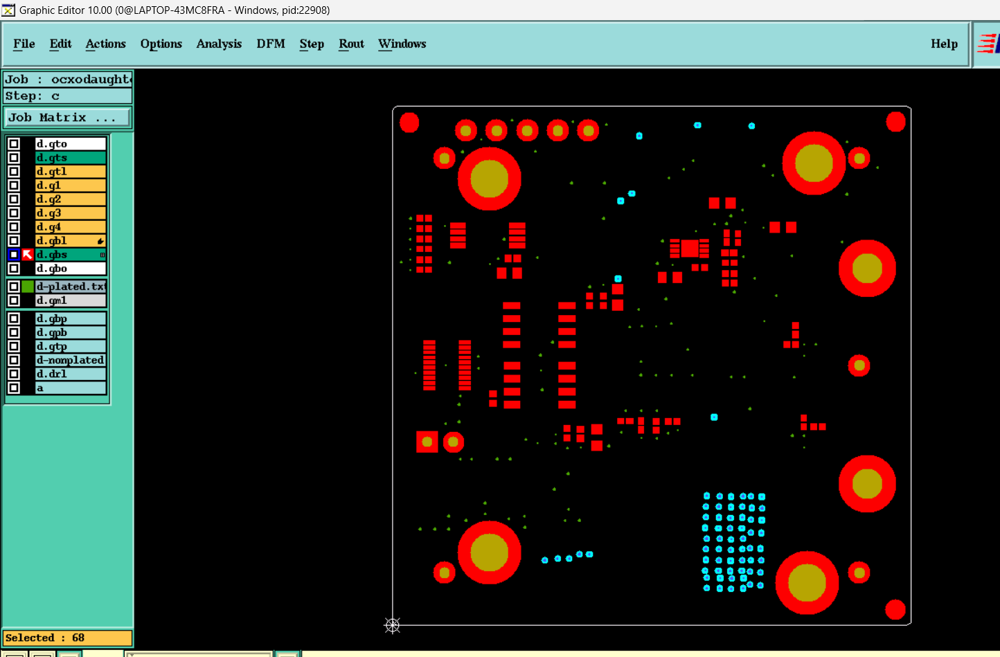 Graphic Editor 10.00 (0@LAPTOP-43MC8FRA - Windows, pid:22908)
File Edit Actions Options Analysis DFM Step Rout Windows Help
Job : ocxodaught
Step: c
Job Matrix ...
d.gto
d.gts
d.gtl
d.g1
d.g2
d.g3
d.g4
d.gbl
d.gbs
d.gbo
d-plated.txt
d.gm1
d.gbp
d.gpb
d.gtp
d-nonplated
d.drl
a
Selected : 68